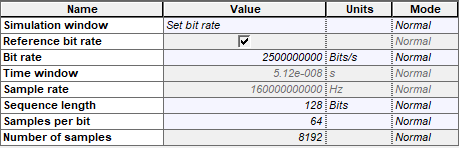 Name Value Units Mode
Simulation window Set bit rate Normal
Reference bit rate Normal
Bit rate 2500000000 Bits/s Normal
Time window 5.12e-008 s Normal
Sample rate 160000000000 Hz Normal
Sequence length 128 Bits Normal
Samples per bit 64 Normal
Number of samples 8192 Normal